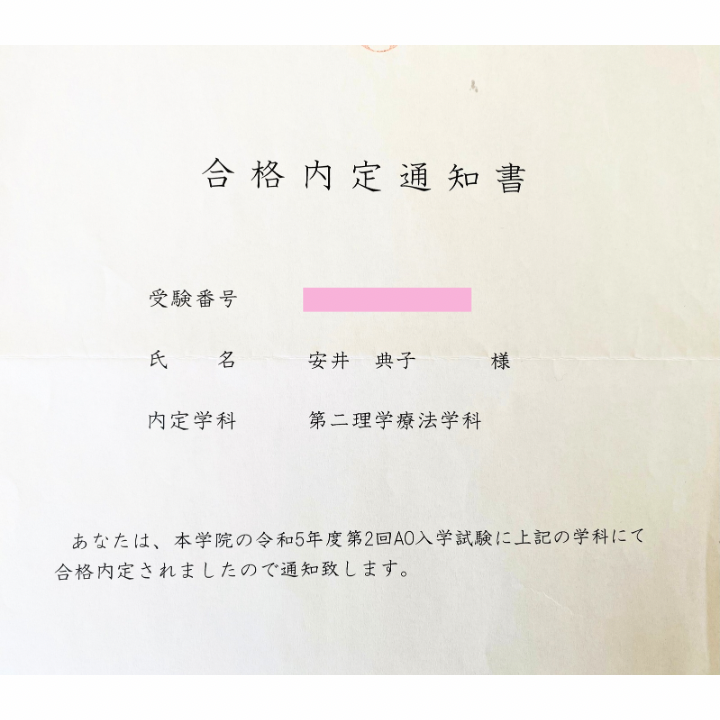 合格内定通知書
受験番号
氏　　名　　　安井　典子　　　様
内定学科　　　第二理学療法学科
あなたは、本学院の令和5年度第2回AO入学試験に上記の学科にて
合格内定されましたので通知致します。